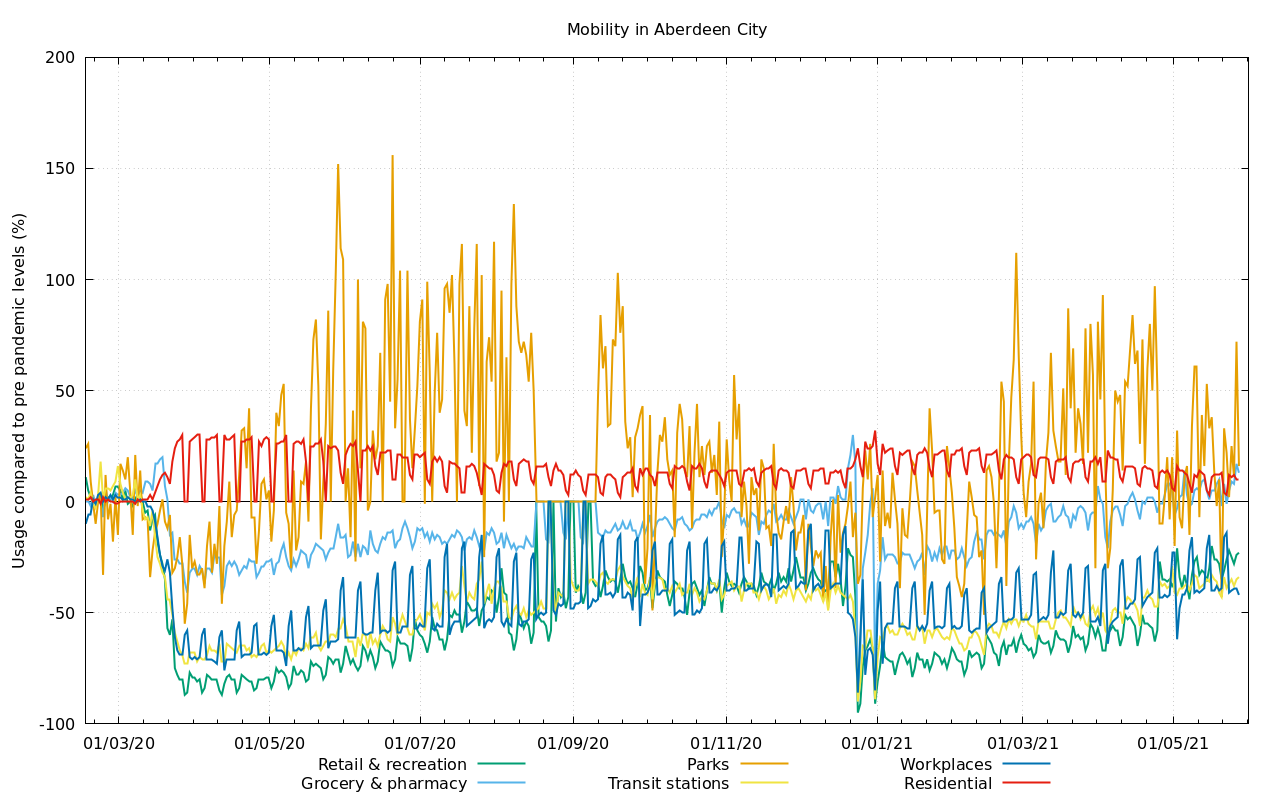 Mobility in Aberdeen City
Usage compared to pre pandemic levels (%)
200
150
100
50
0
-50
-100
01/03/20 01/05/20 01/07/20 01/09/20 01/11/20 01/01/21 01/03/21 01/05/21
Retail & recreation Parks Workplaces
Grocery & pharmacy Transit stations Residential